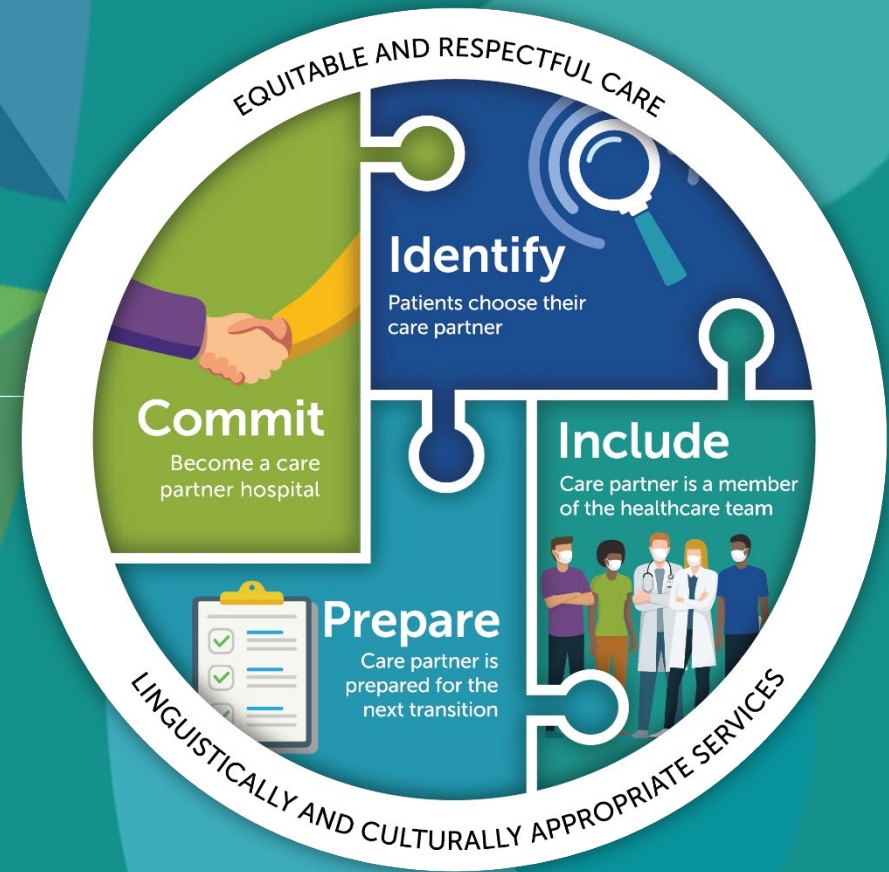 EQUITABLE AND RESPECTFUL CARE
Commit
Become a care
partner hospital
Identify
Patients choose their
care partner
Include
Care partner is a member
of the healthcare team
Prepare
Care partner is
prepared for the
next transition
LINGUISTICALLY AND CULTURALLY APPROPRIATE SERVICES